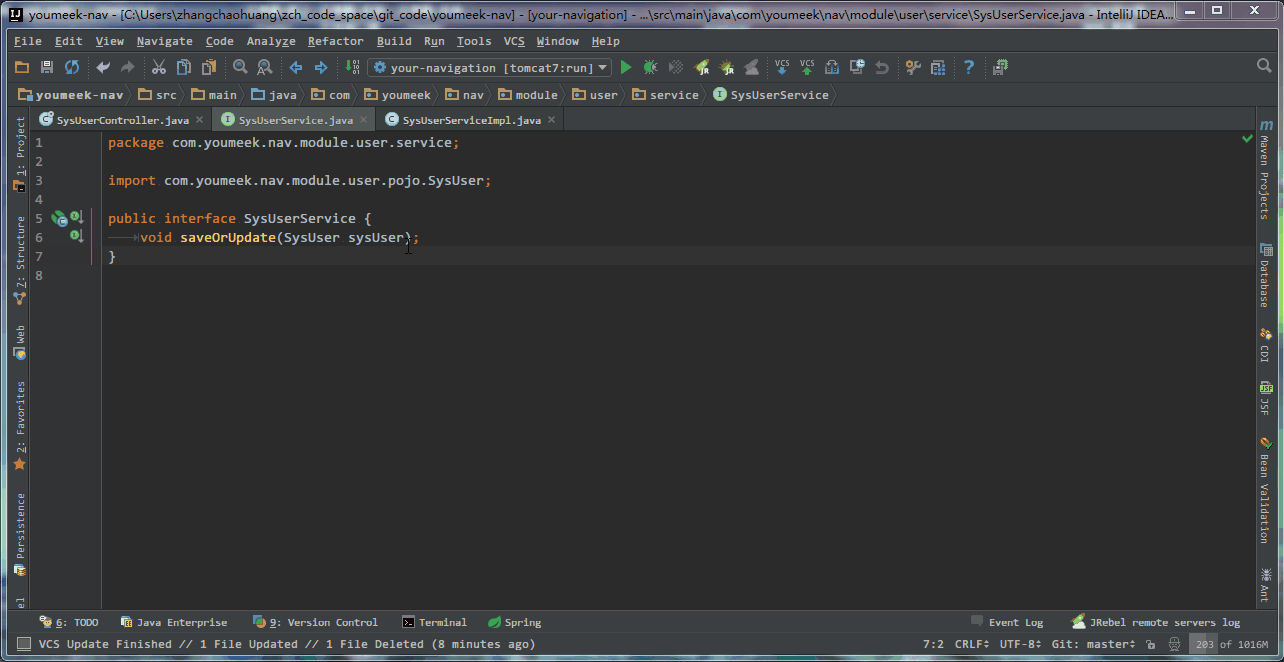 youmeek-nav - [C:\Users\zhangchaohuang\zch_code_space\git_code\youmeek-nav] - [your-navigation] - ...\src\main\java\com\youmeek\nav\module\user\service\SysUserService.java - IntelliJ IDEA...
File Edit View Navigate Code Analyze Refactor Build Run Tools VCS Window Help
your-navigation [tomcat7:run] JR JR VCS VCS ?
youmeek-nav src main java com youmeek nav module user service SysUserService
SysUserController.java SysUserService.java SysUserServiceImpl.java
1 package com.youmeek.nav.module.user.service;
2
3 import com.youmeek.nav.module.user.pojo.SysUser;
4
5 public interface SysUserService {
6 void saveOrUpdate(SysUser sysUser);
7 }
8
1: Project
7: Structure
Web
2: Favorites
Persistence
el
Maven Projects
Database
CDI
JSF
Bean Validation
Ant
6: TODO Java Enterprise 9: Version Control Terminal Spring Event Log JRebel remote servers log
VCS Update Finished // 1 File Updated // 1 File Deleted (8 minutes ago) 7:2 CRLF UTF-8 Git: master 203 of 1016M